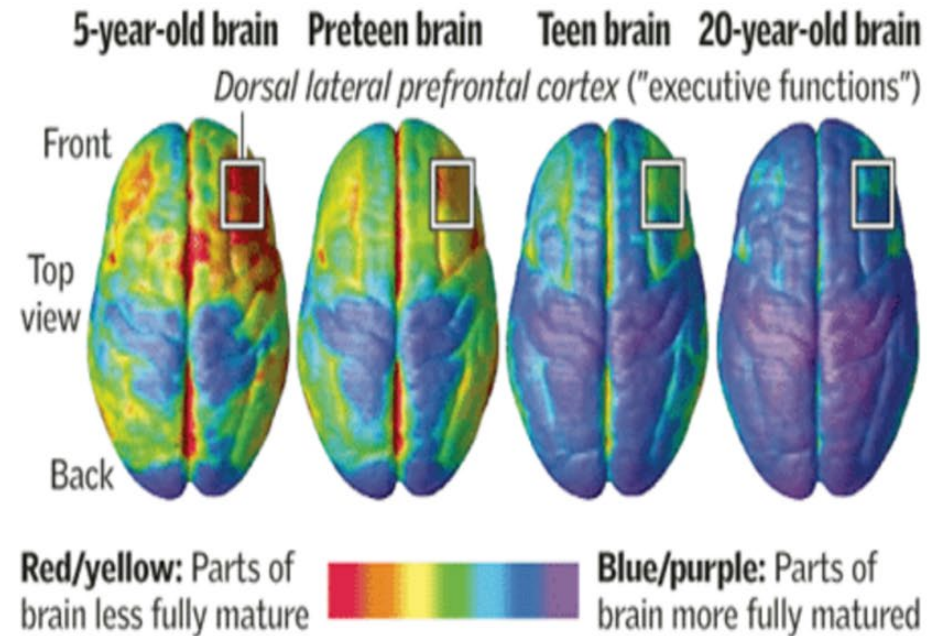 5-year-old brain Preteen brain Teen brain 20-year-old brain
Dorsal lateral prefrontal cortex ("executive functions")
Front
Top
view
Back
Red/yellow: Parts of
brain less fully mature
Blue/purple: Parts of
brain more fully matured